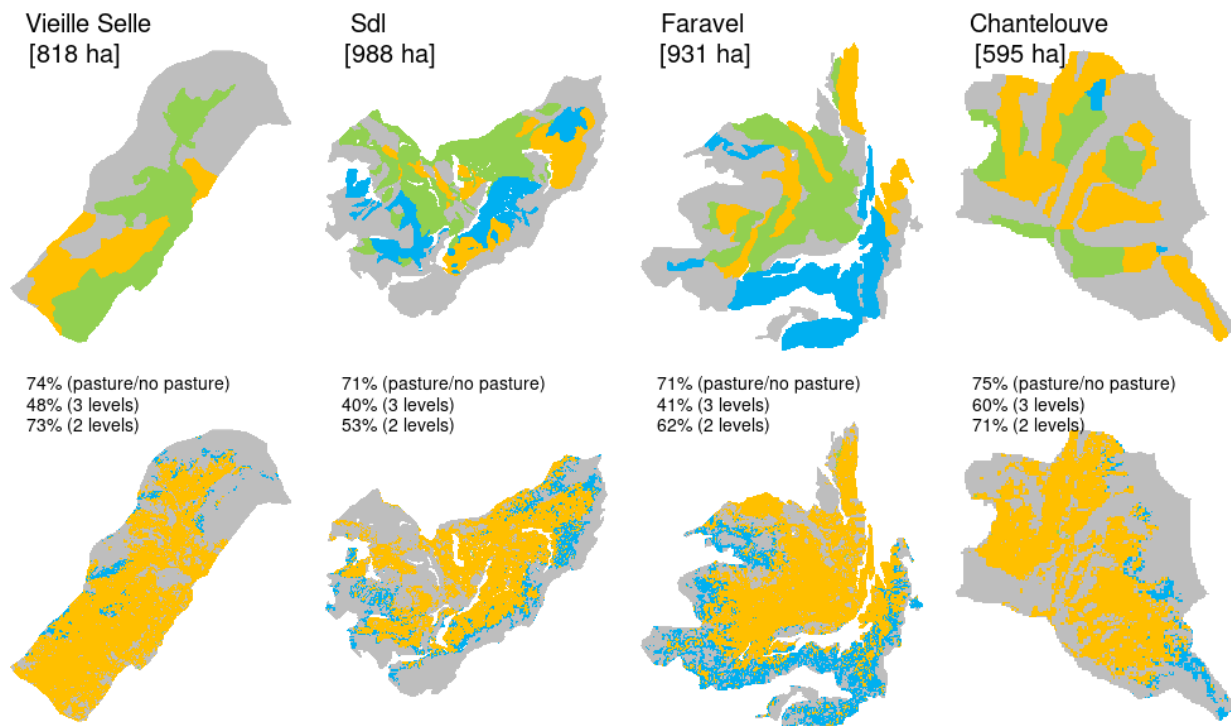 Vieille Selle
[818 ha]
Sdl
[988 ha]
Faravel
[931 ha]
Chantelouve
[595 ha]
74% (pasture/no pasture)
48% (3 levels)
73% (2 levels)
71% (pasture/no pasture)
40% (3 levels)
53% (2 levels)
71% (pasture/no pasture)
41% (3 levels)
62% (2 levels)
75% (pasture/no pasture)
60% (3 levels)
71% (2 levels)